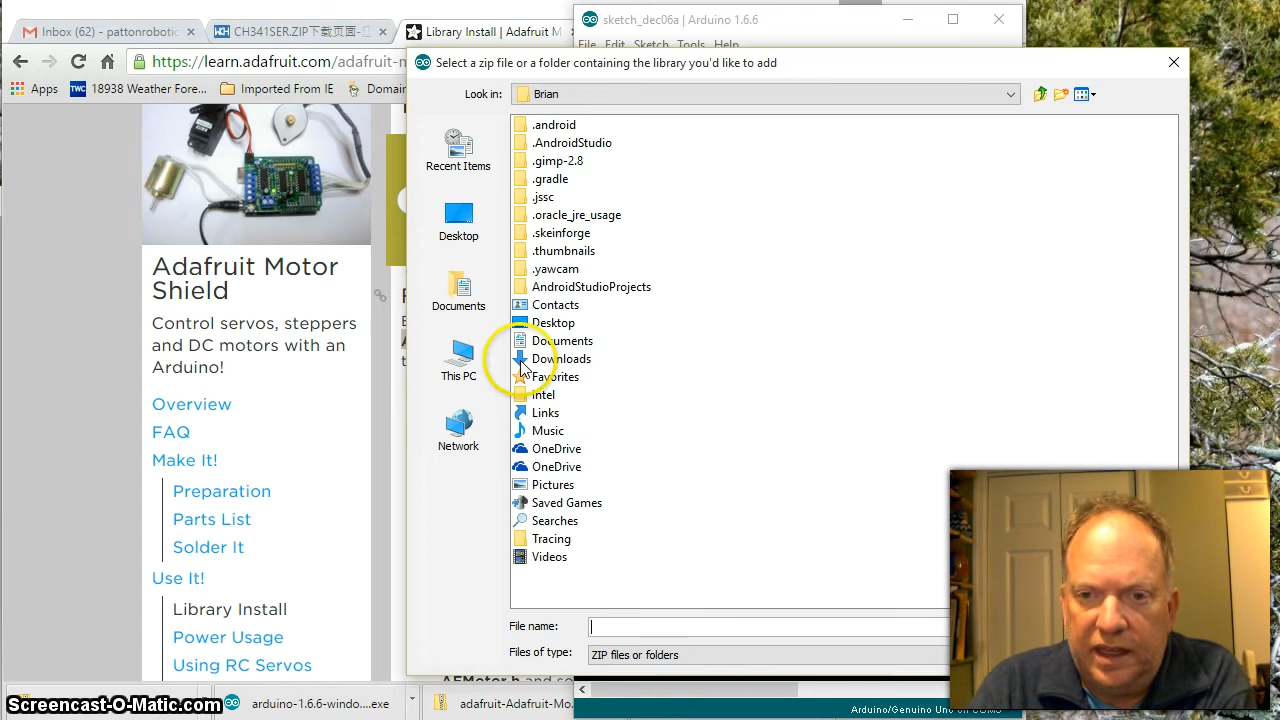 Inbox (62) - pattonrobotic
CH341SER.ZIP下载页面-
Library Install | Adafruit M
sketch_dec06a | Arduino 1.6.6
File Edit Sketch Tools Help
https://learn.adafruit.com/adafruit-m
Apps
18938 Weather Fore...
Imported From IE
Domain
Select a zip file or a folder containing the library you'd like to add
Look in:
Brian
Recent Items
Desktop
Documents
This PC
Network
.android
.AndroidStudio
.gimp-2.8
.gradle
.jssc
.oracle_jre_usage
.skeinforge
.thumbnails
.yawcam
AndroidStudioProjects
Contacts
Desktop
Documents
Downloads
Favorites
Intel
Links
Music
OneDrive
OneDrive
Pictures
Saved Games
Searches
Tracing
Videos
File name:
Files of type:
ZIP files or folders
Adafruit Motor
Shield
Control servos, steppers
and DC motors with an
Arduino!
Overview
FAQ
Make It!
Preparation
Parts List
Solder It
Use It!
Library Install
Power Usage
Using RC Servos
arduino-1.6.6-windo....exe
adafruit-Adafruit-Mo...
Arduino/Genuino Uno on COM5
Screencast-O-Matic.com